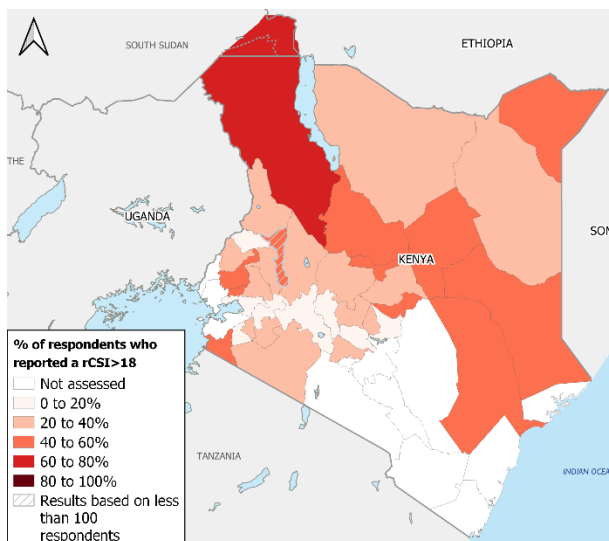 SOUTH SUDAN
ETHIOPIA
THE
UGANDA
SOM
KENYA
% of respondents who
reported a rCSI>18
Not assessed
0 to 20%
20 to 40%
40 to 60%
60 to 80%
80 to 100%
Results based on less
than 100
respondents
TANZANIA
INDIAN OCEA